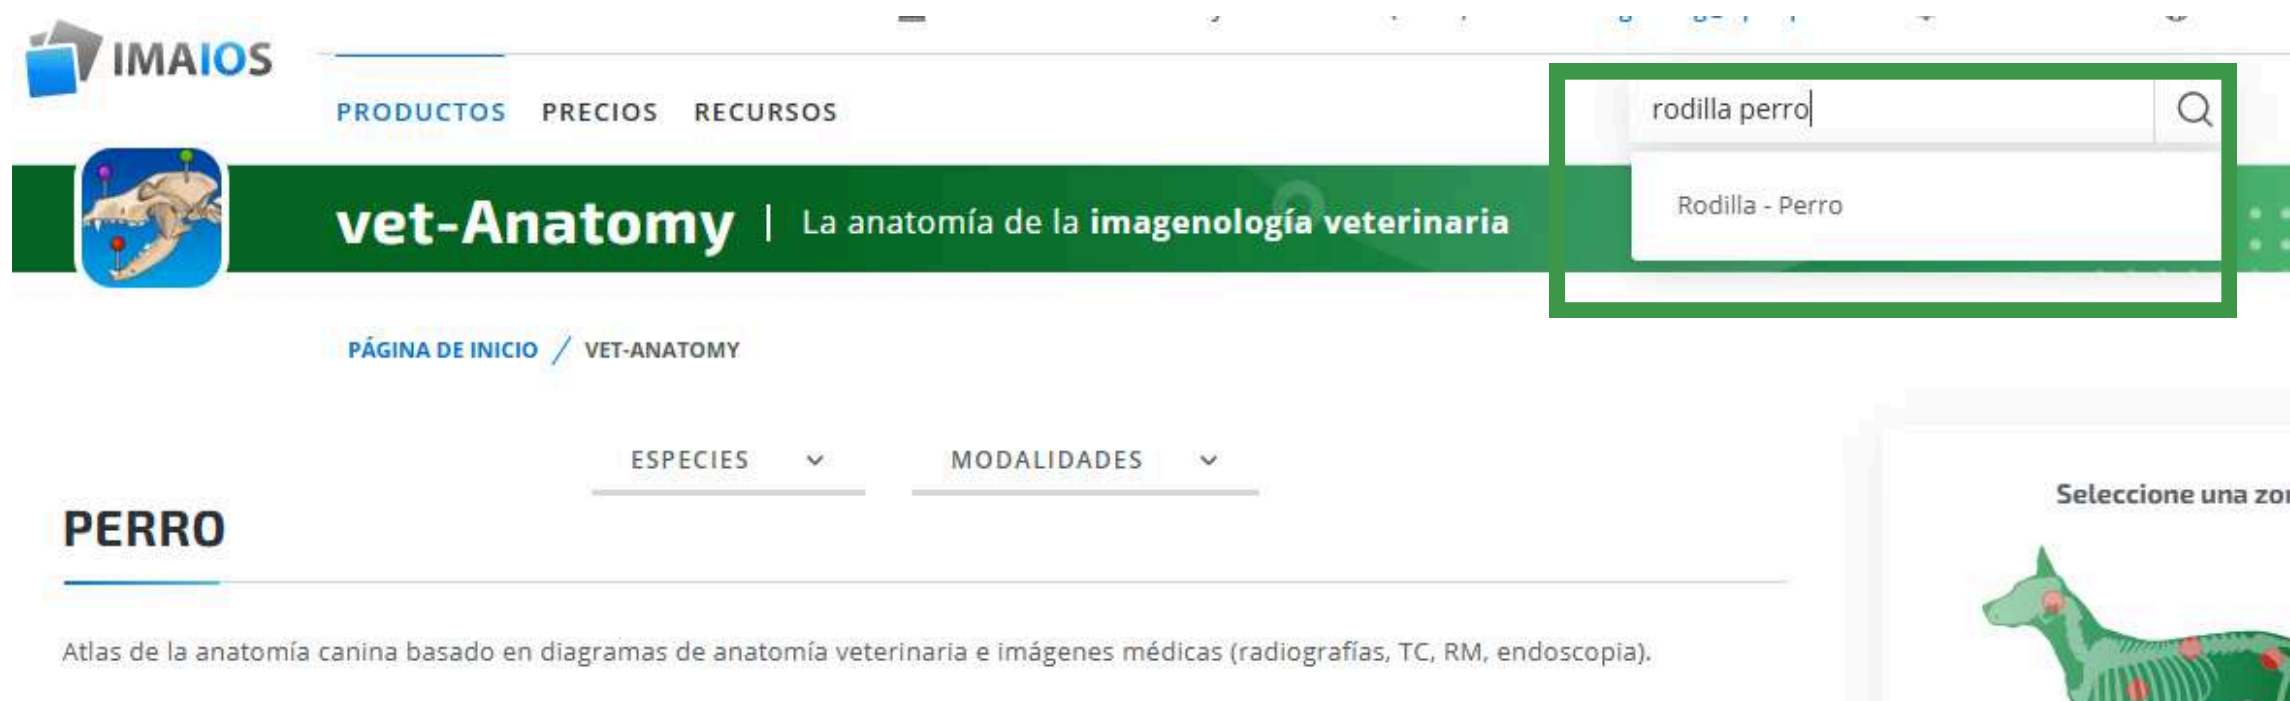 IMAIOS
PRODUCTOS PRECIOS RECURSOS
rodilla perro
Rodilla - Perro
vet-Anatomy | La anatomía de la imagenología veterinaria
PÁGINA DE INICIO / VET-ANATOMY
ESPECIES MODALIDADES
Seleccione una
PERRO
Atlas de la anatomía canina basado en diagramas de anatomía veterinaria e imágenes médicas (radiografías, TC, RM, endoscopia).